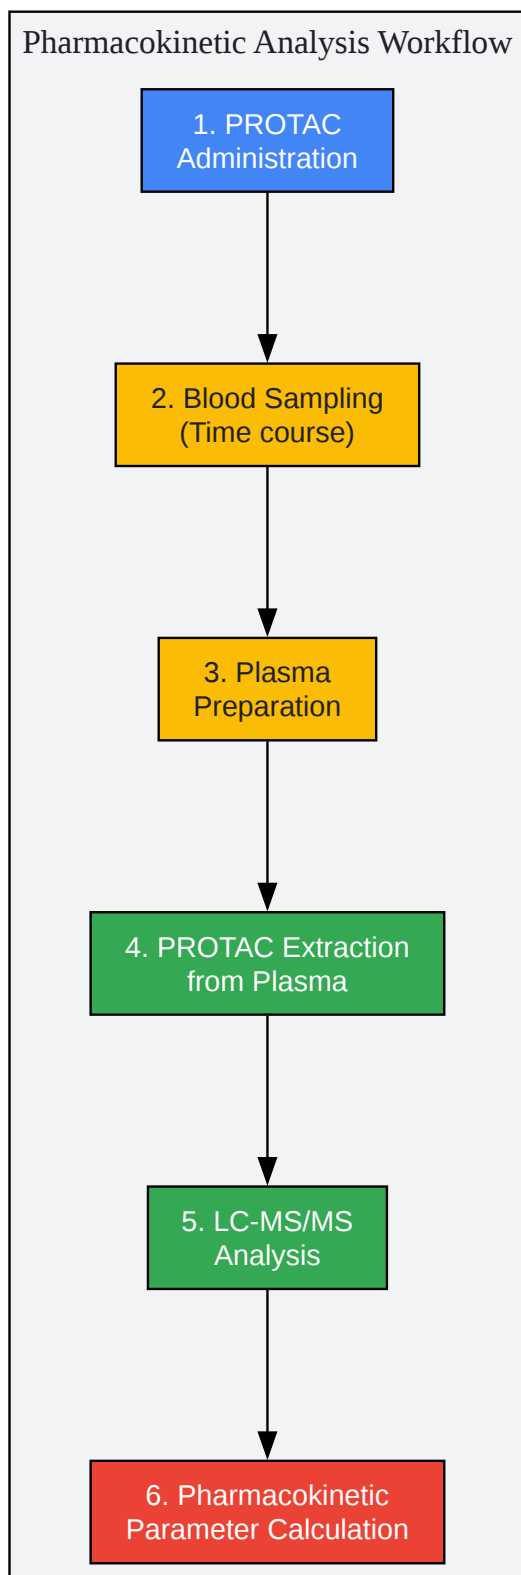 Pharmacokinetic Analysis Workflow
1. PROTAC
Administration
2. Blood Sampling
(Time course)
3. Plasma
Preparation
4. PROTAC Extraction
from Plasma
5. LC-MS/MS
Analysis
6. Pharmacokinetic
Parameter Calculation